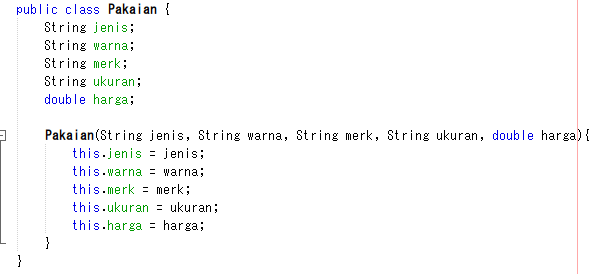 public class Pakaian {
    String jenis;
    String warna;
    String merk;
    String ukuran;
    double harga;

    Pakaian(String jenis, String warna, String merk, String ukuran, double harga){
        this.jenis = jenis;
        this.warna = warna;
        this.merk = merk;
        this.ukuran = ukuran;
        this.harga = harga;
    }
}